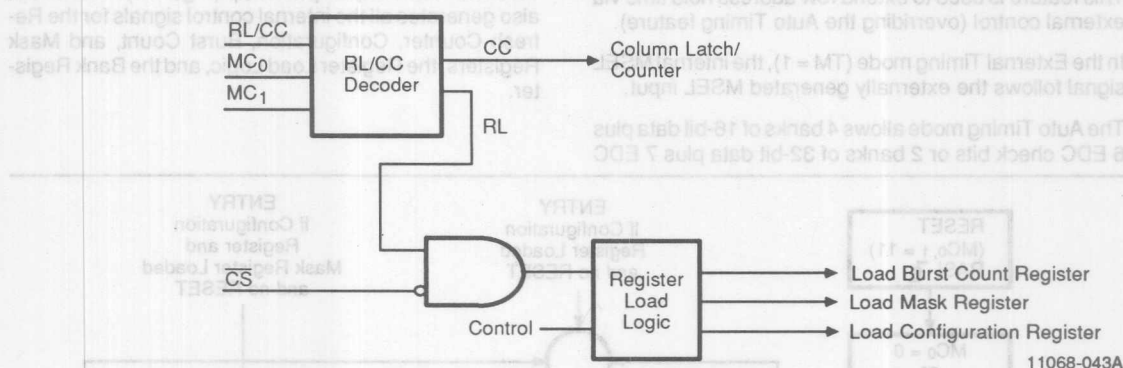 RL/CC
MC0
MC1
RL/CC
Decoder
CC
Column Latch/
Counter
RL
CS
Control
Register
Load
Logic
Load Burst Count Register
Load Mask Register
Load Configuration Register
11068-043A
external control (overriding the Auto Timing feature).
In the External Timing mode (TM = 1), the internal MSEL
signal follows the externally generated MSEL input.
The Auto Timing mode allows 4 banks of 16-bit data plus
6 EDC check bits or 2 banks of 32-bit data plus 7 EDC
also generates all the internal control signals for the Re-
fresh Counter, Configuration, Burst Count, and Mask
Registers, the Register Load Logic, and the Bank Regis-
ter.
RESET
ENTRY
If Configuration
Register Loaded
and no RESET
ENTRY
If Configuration
Register and
Mask Register Loaded
and no RESET